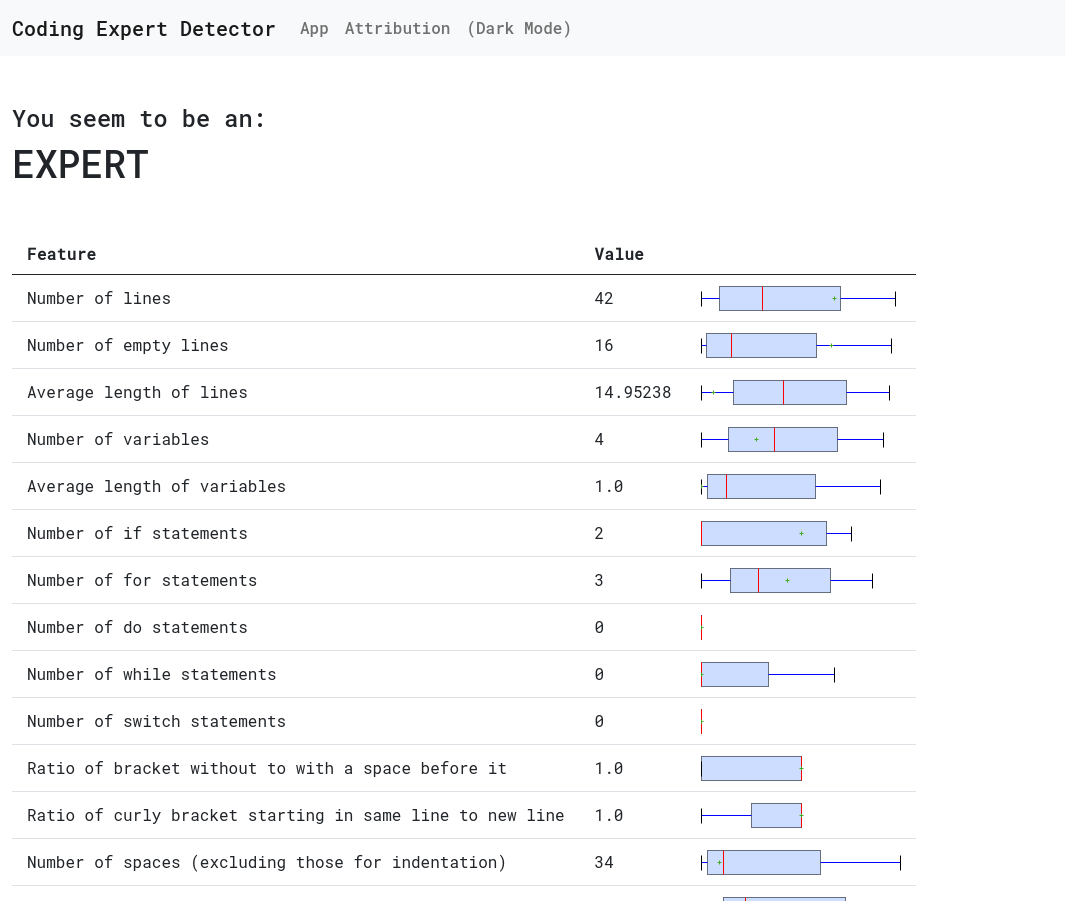 Coding Expert Detector App Attribution (Dark Mode)
You seem to be an:
EXPERT
Feature Value
Number of lines 42
Number of empty lines 16
Average length of lines 14.95238
Number of variables 4
Average length of variables 1.0
Number of if statements 2
Number of for statements 3
Number of do statements 0
Number of while statements 0
Number of switch statements 0
Ratio of bracket without to with a space before it 1.0
Ratio of curly bracket starting in same line to new line 1.0
Number of spaces (excluding those for indentation) 34